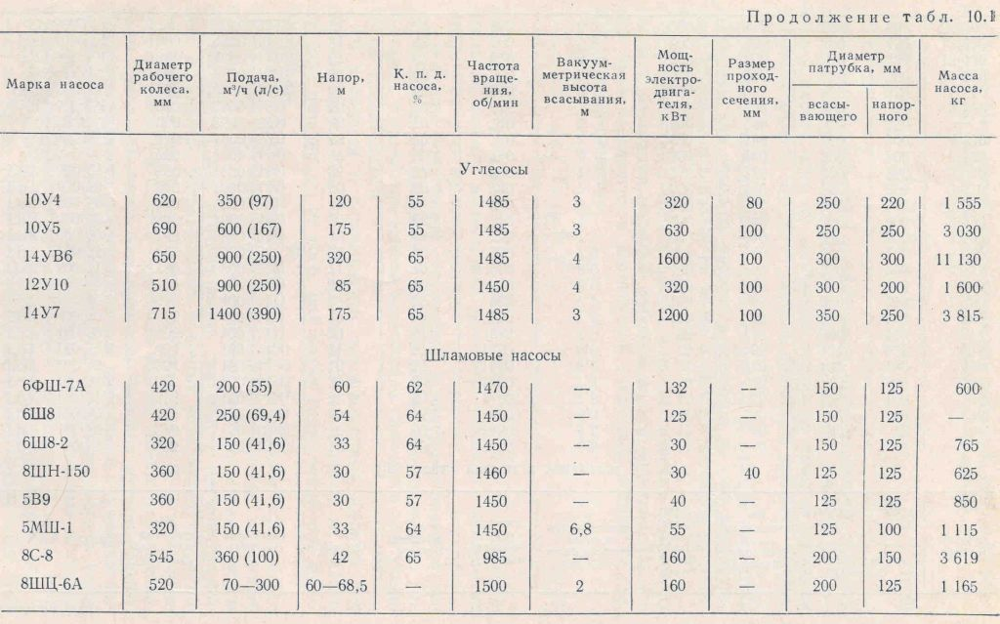 Продолжение табл. 10.
Марка насоса | Диаметр рабочего колеса, мм | Подача, м³/ч (л/с) | Напор, м | К. п. д. насоса, % | Частота вращения, об/мин | Вакуум-метрическая высота всасывания, м | Мощность электродвигателя, кВт | Размер проходного сечения, мм | Диаметр патрубка, мм: всасывающего | напорного | Масса насоса, кг
Углесосы
10У4 | 620 | 350 (97) | 120 | 55 | 1485 | 3 | 320 | 80 | 250 | 220 | 1 555
10У5 | 690 | 600 (167) | 175 | 55 | 1485 | 3 | 630 | 100 | 250 | 250 | 3 030
14УВ6 | 650 | 900 (250) | 320 | 65 | 1485 | 4 | 1600 | 100 | 300 | 300 | 11 130
12У10 | 510 | 900 (250) | 85 | 65 | 1450 | 4 | 320 | 100 | 300 | 200 | 1 600
14У7 | 715 | 1400 (390) | 175 | 65 | 1485 | 3 | 1200 | 100 | 350 | 250 | 3 815
Шламовые насосы
6ФШ-7А | 420 | 200 (55) | 60 | 62 | 1470 | — | 132 | — | 150 | 125 | 600
6Ш8 | 420 | 250 (69,4) | 54 | 64 | 1450 | — | 125 | — | 150 | 125 | —
6Ш8-2 | 320 | 150 (41,6) | 33 | 64 | 1450 | — | 30 | — | 150 | 125 | 765
8ШН-150 | 360 | 150 (41,6) | 30 | 57 | 1460 | — | 30 | 40 | 125 | 125 | 625
5В9 | 360 | 150 (41,6) | 30 | 57 | 1450 | — | 40 | — | 125 | 125 | 850
5МШ-1 | 320 | 150 (41,6) | 33 | 64 | 1450 | 6,8 | 55 | — | 125 | 100 | 1 115
8С-8 | 545 | 360 (100) | 42 | 65 | 985 | — | 160 | — | 200 | 150 | 3 619
8ШЦ-6А | 520 | 70—300 | 60—68,5 | — | 1500 | 2 | 160 | — | 200 | 125 | 1 165